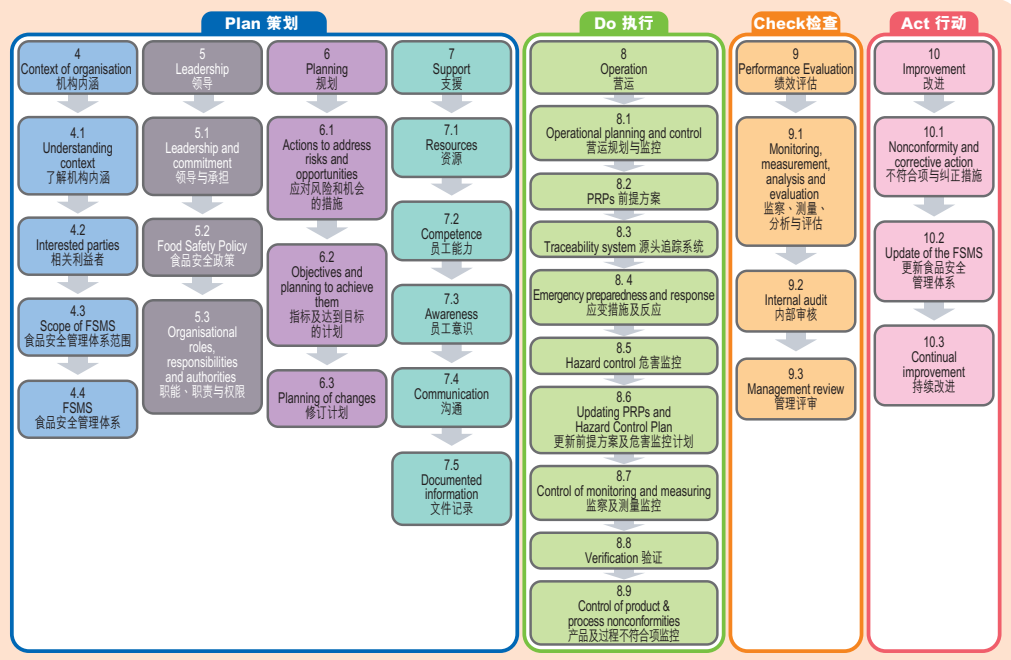 Plan 策划
4
Context of organisation
机构内涵
4.1
Understanding
context
了解机构内涵
4.2
Interested parties
相关利益者
4.3
Scope of FSMS
食品安全管理体系范围
4.4
FSMS
食品安全管理体系
5
Leadership
领导
5.1
Leadership and
commitment
领导与承担
5.2
Food Safety Policy
食品安全政策
5.3
Organisational
roles,
responsibilities
and authorities
职能、职责与权限
6
Planning
规划
6.1
Actions to address
risks and
opportunities
应对风险和机会
的措施
6.2
Objectives and
planning to achieve
them
指标及达到目标
的计划
6.3
Planning of changes
修订计划
7
Support
支援
7.1
Resources
资源
7.2
Competence
员工能力
7.3
Awareness
员工意识
7.4
Communication
沟通
7.5
Documented
information
文件记录
Do 执行
8
Operation
营运
8.1
Operational planning and control
营运规划与监控
8.2
PRPs 前提方案
8.3
Traceability system 源头追踪系统
8. 4
Emergency preparedness and response
应变措施及反应
8.5
Hazard control 危害监控
8.6
Updating PRPs and
Hazard Control Plan
更新前提方案及危害监控计划
8.7
Control of monitoring and measuring
监察及测量监控
8.8
Verification 验证
8.9
Control of product &
process nonconformities
产品及过程不符合项监控
Check检查
9
Performance Evaluation
绩效评估
9.1
Monitoring,
measurement,
analysis and
evaluation
监察、测量、
分析与评估
9.2
Internal audit
内部审核
9.3
Management review
管理评审
Act 行动
10
Improvement
改进
10.1
Nonconformity and
corrective action
不符合项与纠正措施
10.2
Update of the FSMS
更新食品安全
管理体系
10.3
Continual
improvement
持续改进